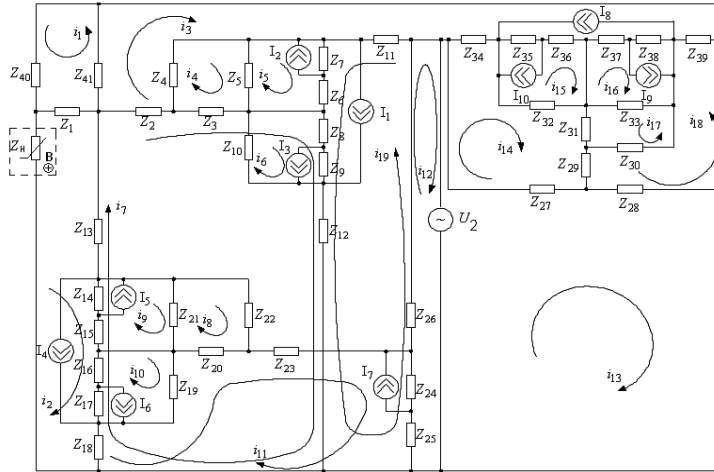 i3 I8
i1 I2 Z7 Z11 Z34 Z35 Z36 Z37 Z38 Z39
Z40 Z41 Z4 i4 Z5 i5 Z6 I10 i15 i16 I9
Z1 Z2 Z3 I1 Z32 Z33
ZН B Z10 I3 Z8 Z31 i17 i18
i6 Z9 i19 i12 i14 Z29 Z30
i7 Z27 Z28
Z13 Z12 ~ U2
Z14 I5
i9 Z21 i8 Z22 Z26
I4 Z15
Z16 i10 Z20 Z23 i13
Z19 I7 Z24
i2 Z17 I6
Z18 i11 Z25